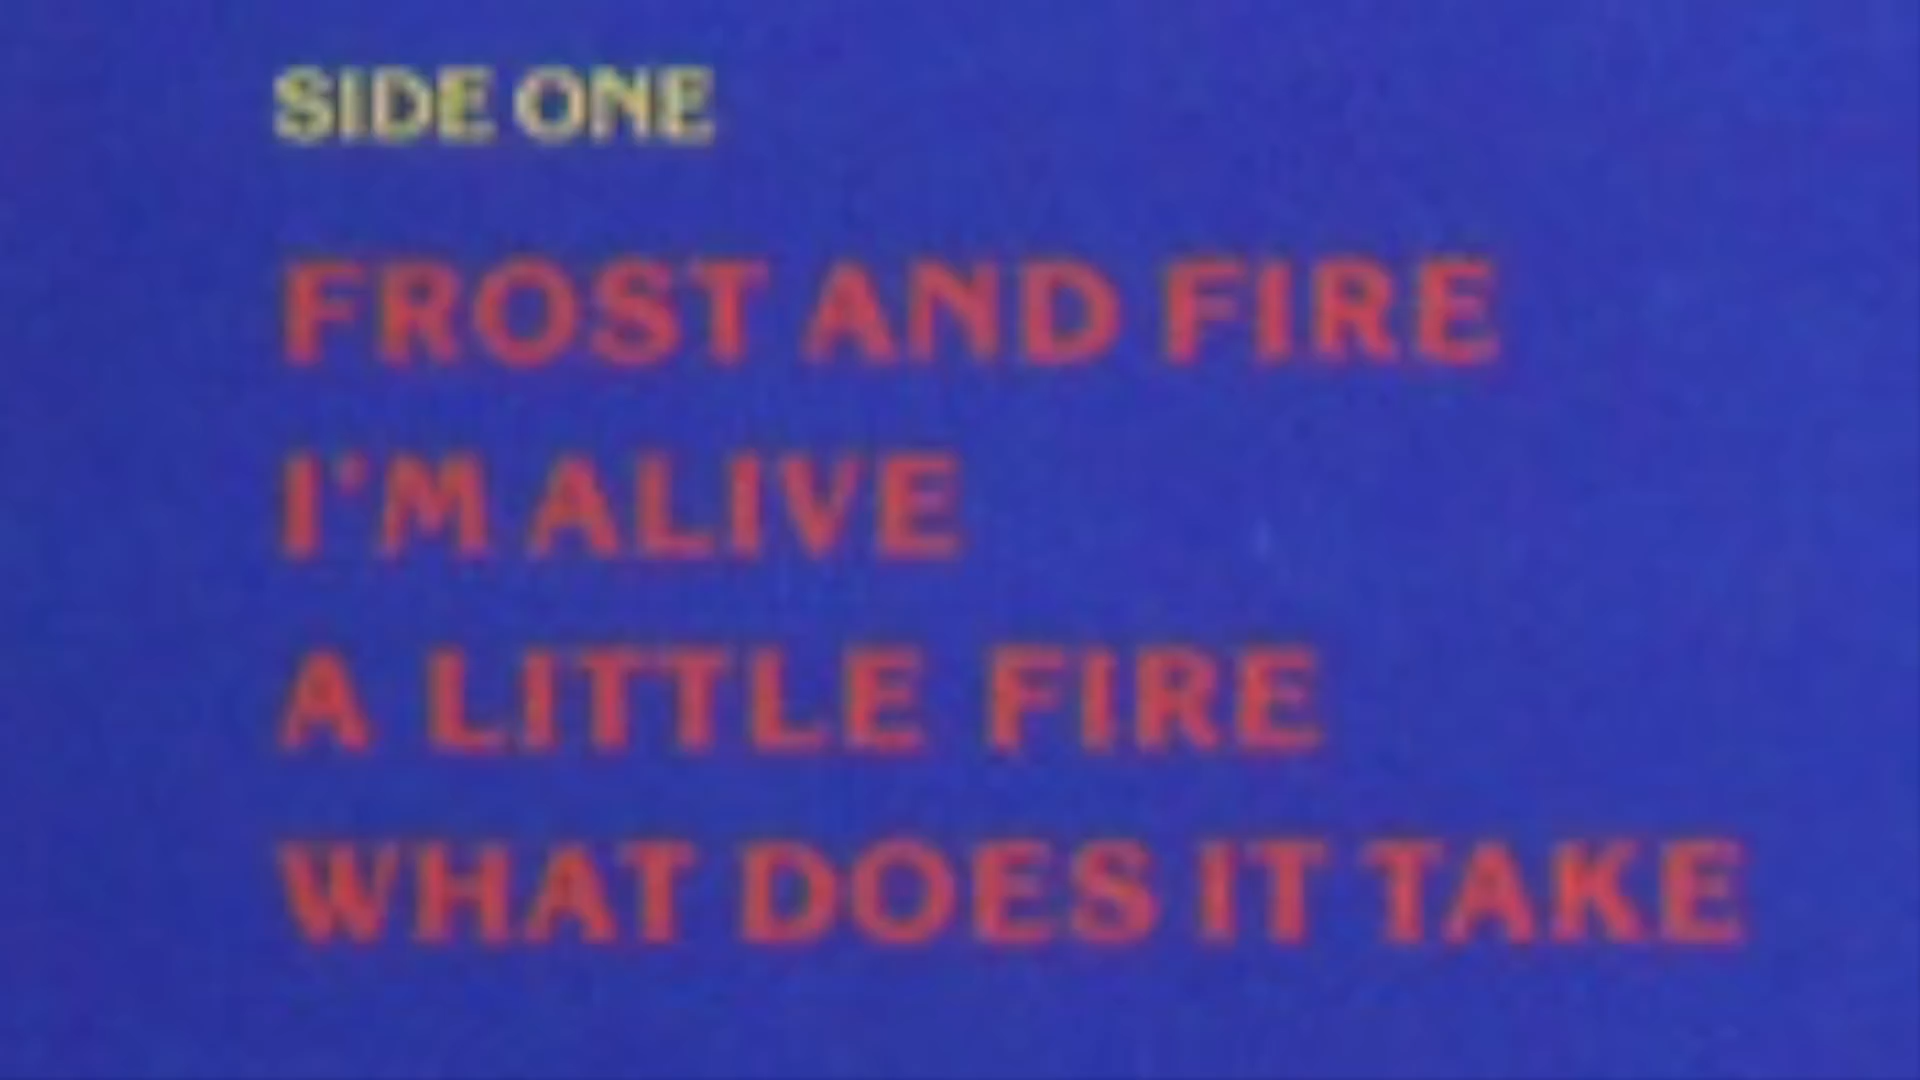 SIDE ONE
FROST AND FIRE
I'M ALIVE
A LITTLE FIRE
WHAT DOES IT TAKE